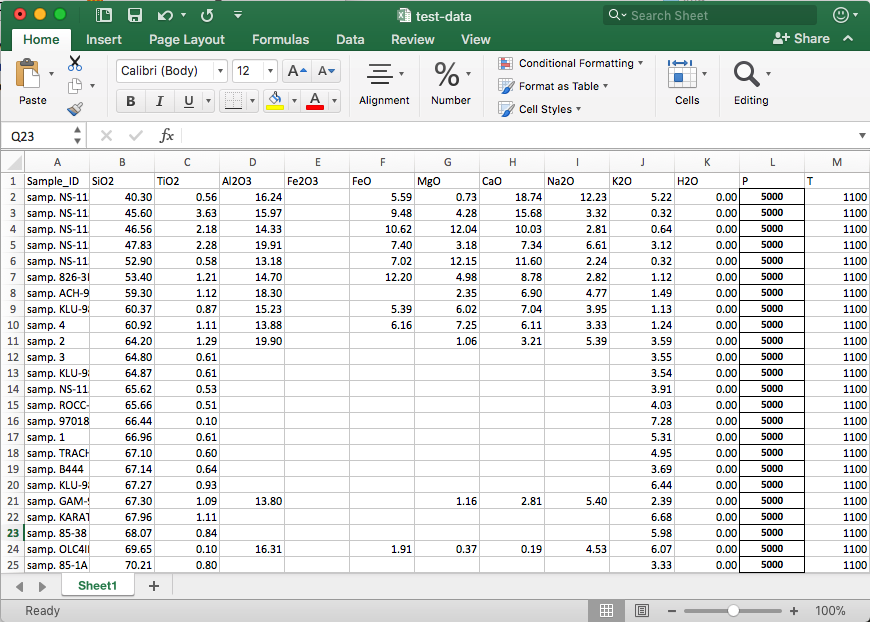 test-data
Search Sheet
Home Insert Page Layout Formulas Data Review View Share
Calibri (Body) 12 A A Conditional Formatting
Format as Table
Paste B I U A Alignment % Number Cell Styles Cells Editing
Q23 fx
A B C D E F G H I J K L M
1 Sample_ID SiO2 TiO2 Al2O3 Fe2O3 FeO MgO CaO Na2O K2O H2O P T
2 samp. NS-11 40.30 0.56 16.24 5.59 0.73 18.74 12.23 5.22 0.00 5000 1100
3 samp. NS-11 45.60 3.63 15.97 9.48 4.28 15.68 3.32 0.32 0.00 5000 1100
4 samp. NS-11 46.56 2.18 14.33 10.62 12.04 10.03 2.81 0.64 0.00 5000 1100
5 samp. NS-11 47.83 2.28 19.91 7.40 3.18 7.34 6.61 3.12 0.00 5000 1100
6 samp. NS-11 52.90 0.58 13.18 7.02 12.15 11.60 2.24 0.32 0.00 5000 1100
7 samp. 826-3 53.40 1.21 14.70 12.20 4.98 8.78 2.82 1.12 0.00 5000 1100
8 samp. ACH-9 59.30 1.12 18.30 2.35 6.90 4.77 1.49 0.00 5000 1100
9 samp. KLU-98 60.37 0.87 15.23 5.39 6.02 7.04 3.95 1.13 0.00 5000 1100
10 samp. 4 60.92 1.11 13.88 6.16 7.25 6.11 3.33 1.24 0.00 5000 1100
11 samp. 2 64.20 1.29 19.90 1.06 3.21 5.39 3.59 0.00 5000 1100
12 samp. 3 64.80 0.61 3.55 0.00 5000 1100
13 samp. KLU-98 64.87 0.61 3.54 0.00 5000 1100
14 samp. NS-11 65.62 0.53 3.91 0.00 5000 1100
15 samp. ROCC- 65.66 0.51 4.03 0.00 5000 1100
16 samp. 97018 66.44 0.10 7.28 0.00 5000 1100
17 samp. 1 66.96 0.61 5.31 0.00 5000 1100
18 samp. TRACH 67.10 0.60 4.95 0.00 5000 1100
19 samp. B444 67.14 0.64 3.69 0.00 5000 1100
20 samp. KLU-98 67.27 0.93 6.44 0.00 5000 1100
21 samp. GAM-9 67.30 1.09 13.80 1.16 2.81 5.40 2.39 0.00 5000 1100
22 samp. KARAT 67.96 1.11 6.68 0.00 5000 1100
23 samp. 85-38 68.07 0.84 5.98 0.00 5000 1100
24 samp. OLC4 69.65 0.10 16.31 1.91 0.37 0.19 4.53 6.07 0.00 5000 1100
25 samp. 85-1A 70.21 0.80 3.33 0.00 5000 1100
Sheet1 +
Ready 100%